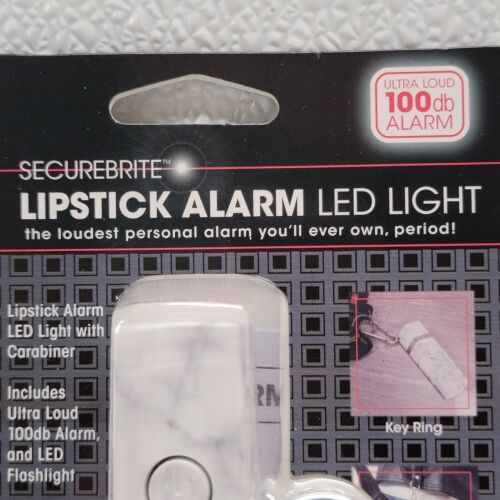 ULTRA LOUD
100db
ALARM
SECUREBRITE™
LIPSTICK ALARM LED LIGHT
the loudest personal alarm you'll ever own, period!
Lipstick Alarm
LED Light with
Carabiner
Includes
Ultra Loud
100db Alarm,
and LED
Flashlight
Key Ring